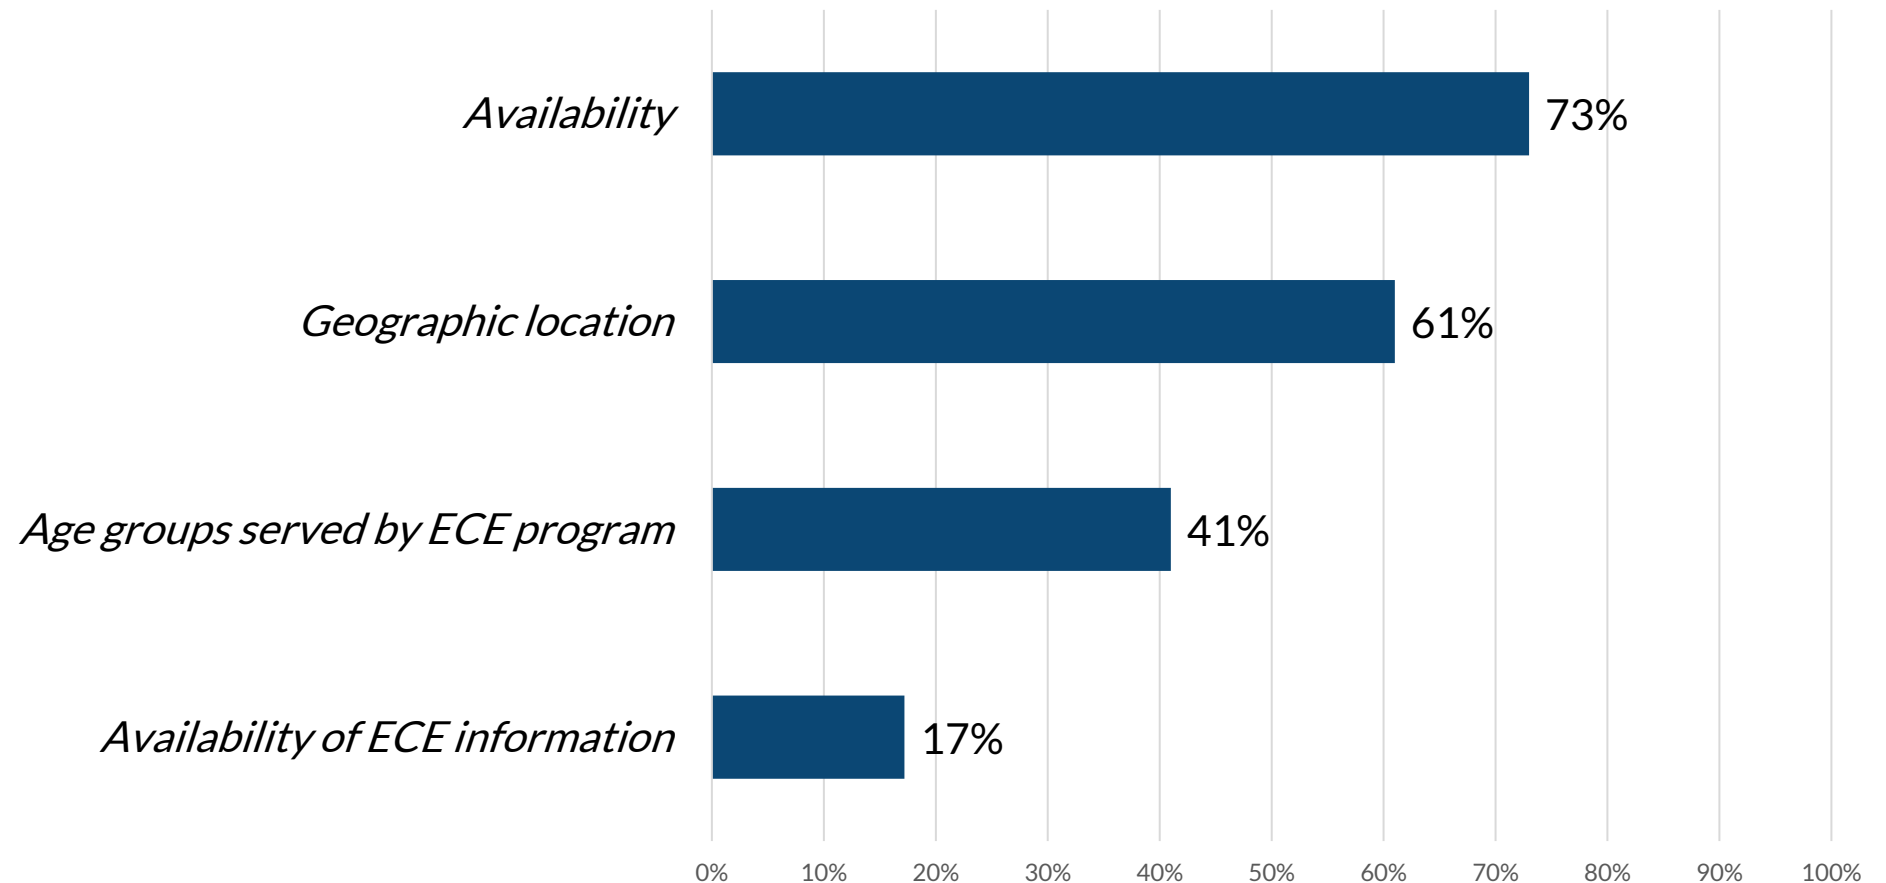 Availability 73%
Geographic location 61%
Age groups served by ECE program 41%
Availability of ECE information 17%
0% 10% 20% 30% 40% 50% 60% 70% 80% 90% 100%